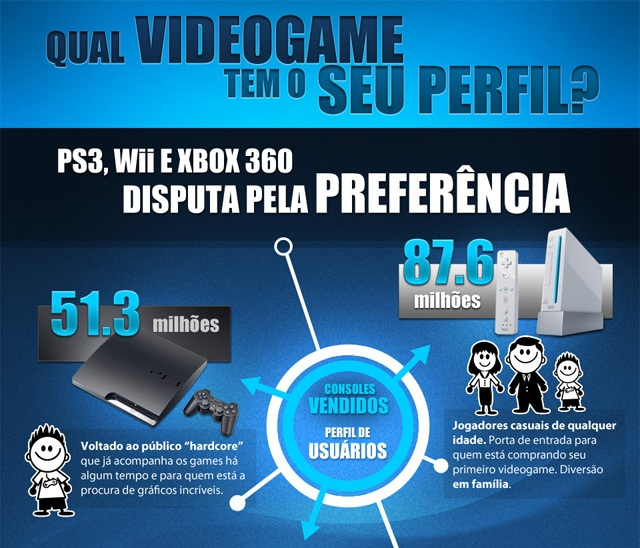 QUAL VIDEOGAME
TEM O SEU PERFIL?
PS3, Wii E XBOX 360
DISPUTA PELA PREFERÊNCIA
87.6
milhões
51.3
milhões
CONSOLES
VENDIDOS
PERFIL DE
USUÁRIOS
Jogadores casuais de qualquer
idade. Porta de entrada para
quem está comprando seu
primeiro videogame. Diversão
em família.
Voltado ao público “hardcore”
que já acompanha os games há
algum tempo e para quem está a
procura de gráficos incríveis.